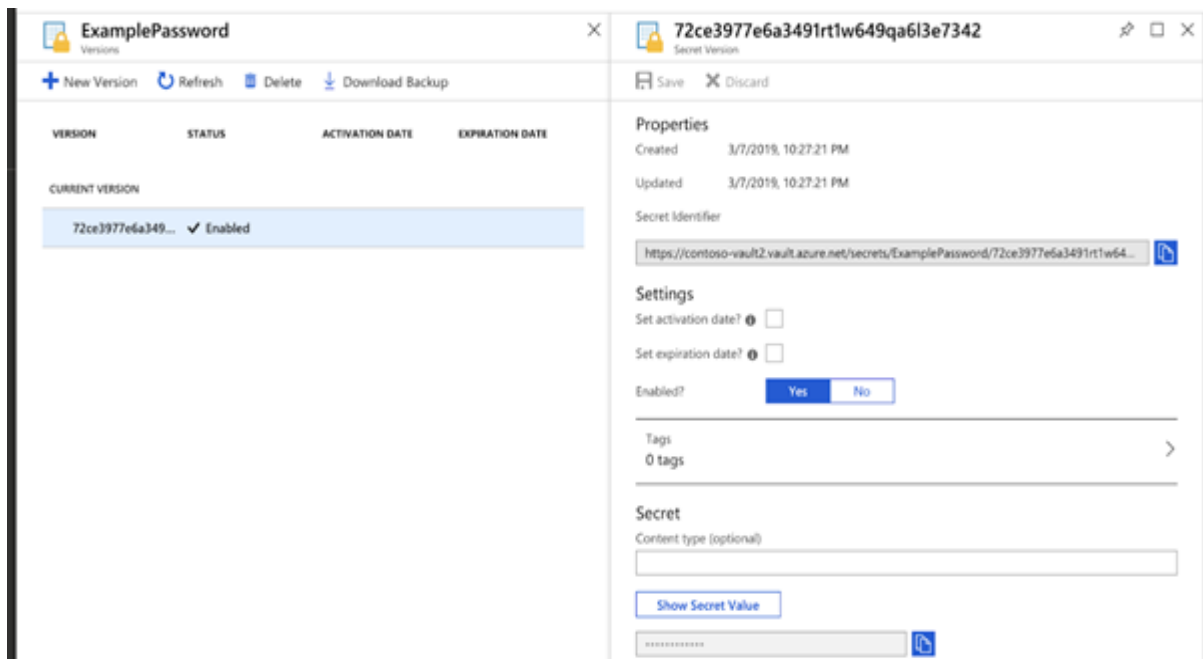 ExamplePassword
Versions
New Version Refresh Delete Download Backup
VERSION STATUS ACTIVATION DATE EXPIRATION DATE
CURRENT VERSION
72ce3977e6a349... Enabled
72ce3977e6a3491rt1w649qa6l3e7342
Secret Version
Save Discard
Properties
Created 3/7/2019, 10:27:21 PM
Updated 3/7/2019, 10:27:21 PM
Secret Identifier
https://contoso-vault2.vault.azure.net/secrets/ExamplePassword/72ce3977e6a3491rt1w64...
Settings
Set activation date?
Set expiration date?
Enabled? Yes No
Tags
0 tags
Secret
Content type (optional)
Show Secret Value
............